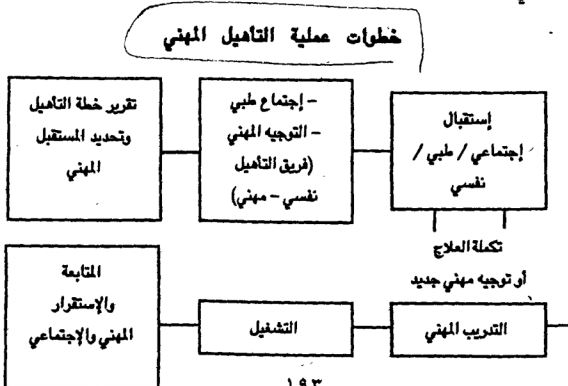 خطوات عملية التأهيل المهني
إستقبال
إجتماعي / طبي /
نفسي
- إجتماع طبي
- التوجيه المهني
(فريق التأهيل
نفسي - مهني)
تقرير خطة التأهيل
وتحديد المستقبل
المهني
تكملة العلاج
أو توجيه مهني جديد
التدريب المهني
التشغيل
المتابعة
والإستقرار
المهني والإجتماعي
١٩٣